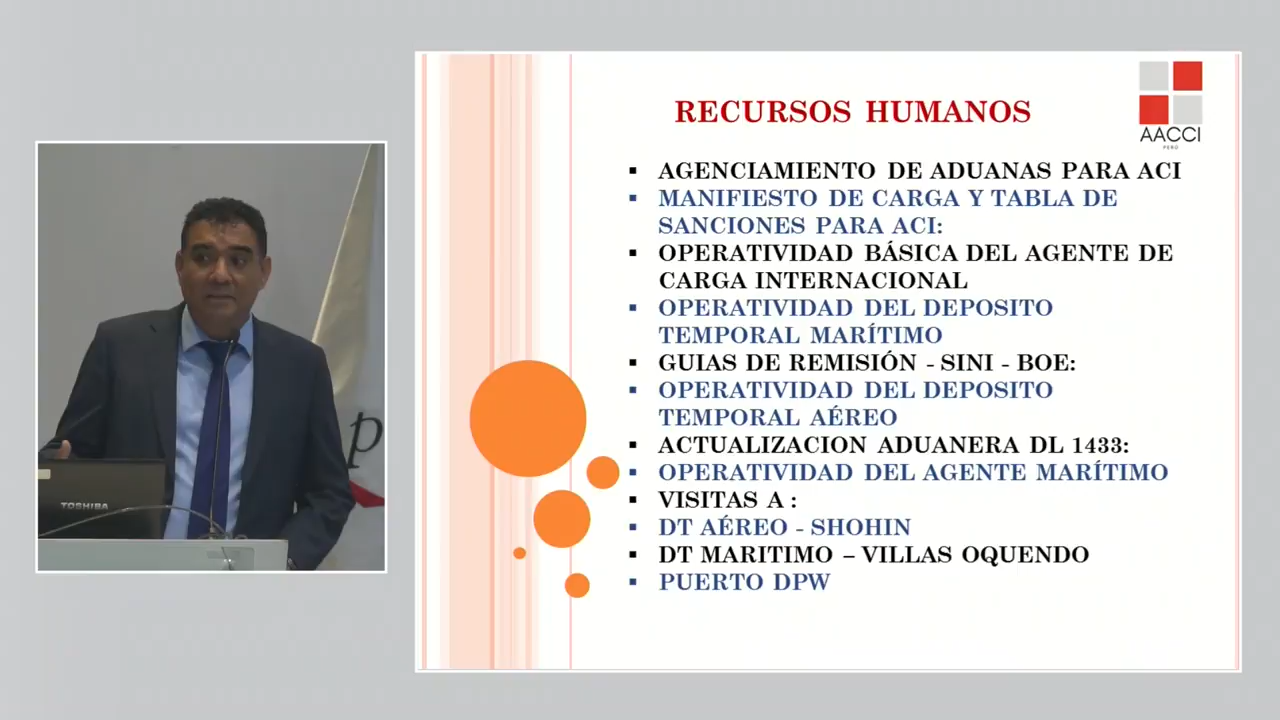 RECURSOS HUMANOS
AACCI
PERÚ
▪ AGENCIAMIENTO DE ADUANAS PARA ACI
▪ MANIFIESTO DE CARGA Y TABLA DE
SANCIONES PARA ACI:
▪ OPERATIVIDAD BÁSICA DEL AGENTE DE
CARGA INTERNACIONAL
▪ OPERATIVIDAD DEL DEPOSITO
TEMPORAL MARÍTIMO
▪ GUIAS DE REMISIÓN - SINI - BOE:
▪ OPERATIVIDAD DEL DEPOSITO
TEMPORAL AÉREO
▪ ACTUALIZACION ADUANERA DL 1433:
▪ OPERATIVIDAD DEL AGENTE MARÍTIMO
▪ VISITAS A :
▪ DT AÉREO - SHOHIN
▪ DT MARITIMO – VILLAS OQUENDO
▪ PUERTO DPW
TOSHIBA
p